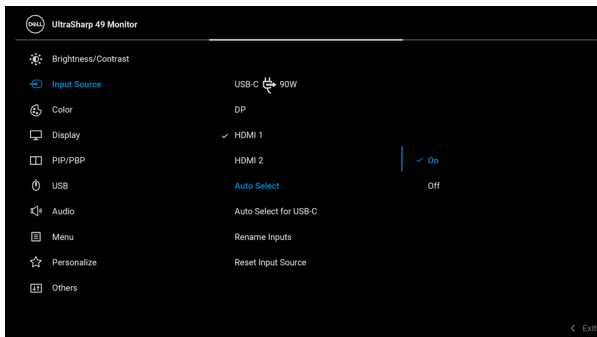 DELL UltraSharp 49 Monitor
Brightness/Contrast
Input Source
Color
Display
PIP/PBP
USB
Audio
Menu
Personalize
Others
USB-C 90W
DP
HDMI 1
HDMI 2
Auto Select
Auto Select for USB-C
Rename Inputs
Reset Input Source
On
Off
Exit